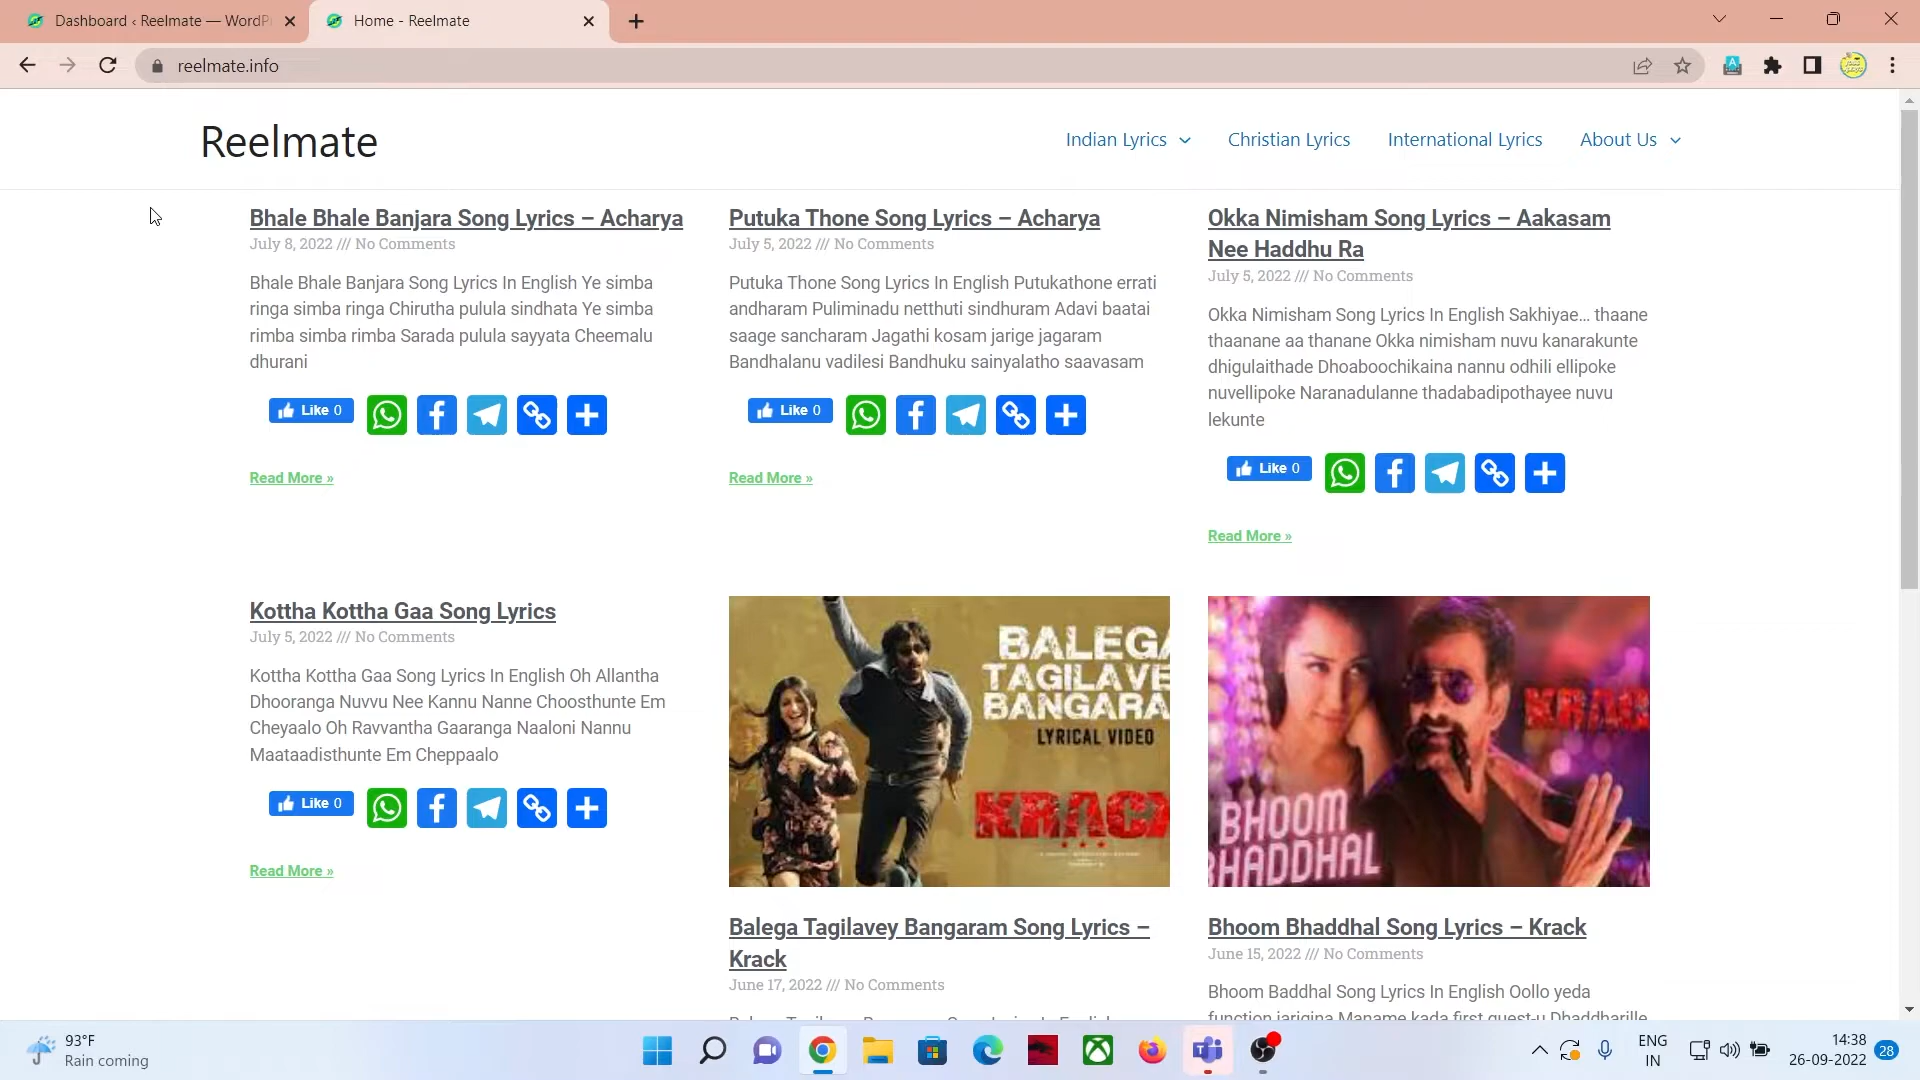 Dashboard ‹ Reelmate — WordP
Home - Reelmate
reelmate.info
Reelmate
Indian Lyrics
Christian Lyrics
International Lyrics
About Us
Bhale Bhale Banjara Song Lyrics – Acharya
July 8, 2022 /// No Comments
Bhale Bhale Banjara Song Lyrics In English Ye simba
ringa simba ringa Chirutha pulula sindhata Ye simba
rimba simba rimba Sarada pulula sayyata Cheemalu
dhurani
Like 0
Read More »
Putuka Thone Song Lyrics – Acharya
July 5, 2022 /// No Comments
Putuka Thone Song Lyrics In English Putukathone errati
andharam Puliminadu netthuti sindhuram Adavi baatai
saage sancharam Jagathi kosam jarige jagaram
Bandhalanu vadilesi Bandhuku sainyalatho saavasam
Like 0
Read More »
Okka Nimisham Song Lyrics – Aakasam
Nee Haddhu Ra
July 5, 2022 /// No Comments
Okka Nimisham Song Lyrics In English Sakhiyae… thaane
thaanane aa thanane Okka nimisham nuvu kanarakunte
dhigulaithade Dhoaboochikaina nannu odhili ellipoke
nuvellipoke Naranadulanne thadabadipothayee nuvu
lekunte
Like 0
Read More »
Kottha Kottha Gaa Song Lyrics
July 5, 2022 /// No Comments
Kottha Kottha Gaa Song Lyrics In English Oh Allantha
Dhooranga Nuvvu Nee Kannu Nanne Choosthunte Em
Cheyaalo Oh Ravvantha Gaaranga Naaloni Nannu
Maataadisthunte Em Cheppaalo
Like 0
Read More »
BALEGA
TAGILAVE
BANGARA
LYRICAL VIDEO
KRACK
Balega Tagilavey Bangaram Song Lyrics –
Krack
June 17, 2022 /// No Comments
KRAC
BHOOM
BHADDHAL
Bhoom Bhaddhal Song Lyrics – Krack
June 15, 2022 /// No Comments
Bhoom Baddhal Song Lyrics In English Oollo yeda
function jarigina Maname kada first guest-u Dhaddharille
93°F
Rain coming
ENG
IN
14:38
26-09-2022
28